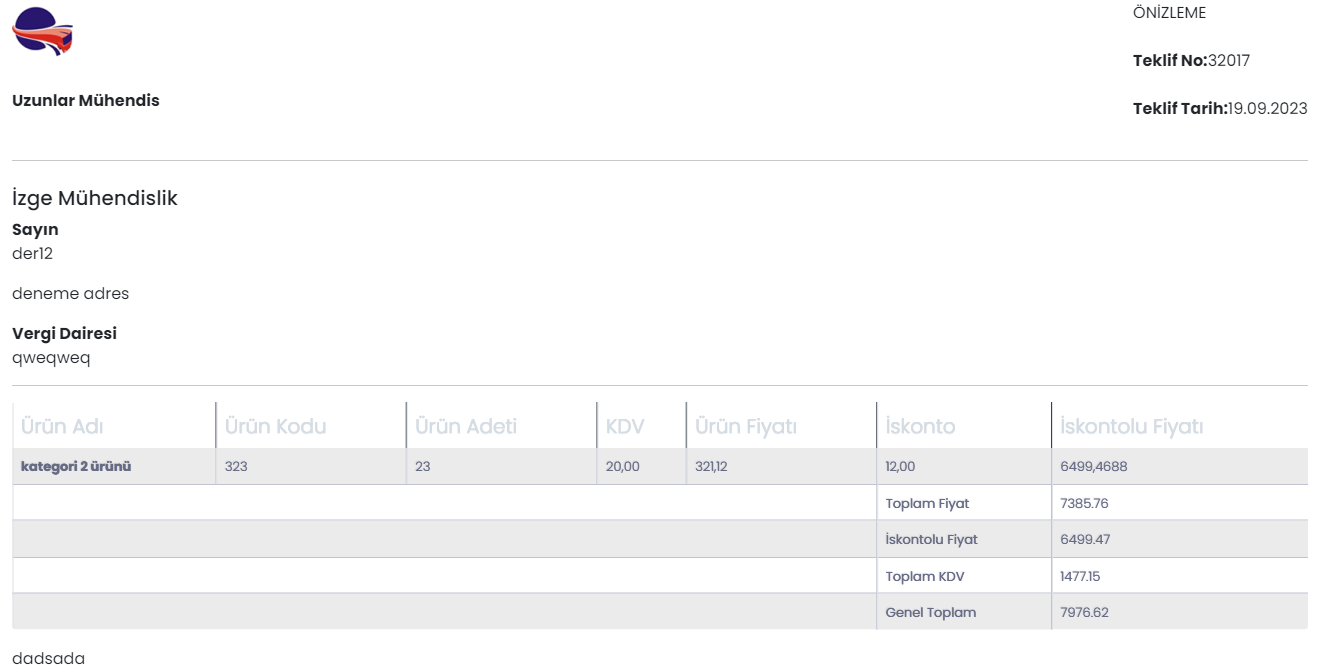 ÖNİZLEME
Teklif No:32017
Uzunlar Mühendis
Teklif Tarih:19.09.2023
İzge Mühendislik
Sayın
der12
deneme adres
Vergi Dairesi
qweqweq
Ürün Adı Ürün Kodu Ürün Adeti KDV Ürün Fiyatı İskonto İskontolu Fiyatı
kategori 2 ürünü 323 23 20,00 321,12 12,00 6499,4688
Toplam Fiyat 7385.76
İskontolu Fiyat 6499.47
Toplam KDV 1477.15
Genel Toplam 7976.62
dadsada